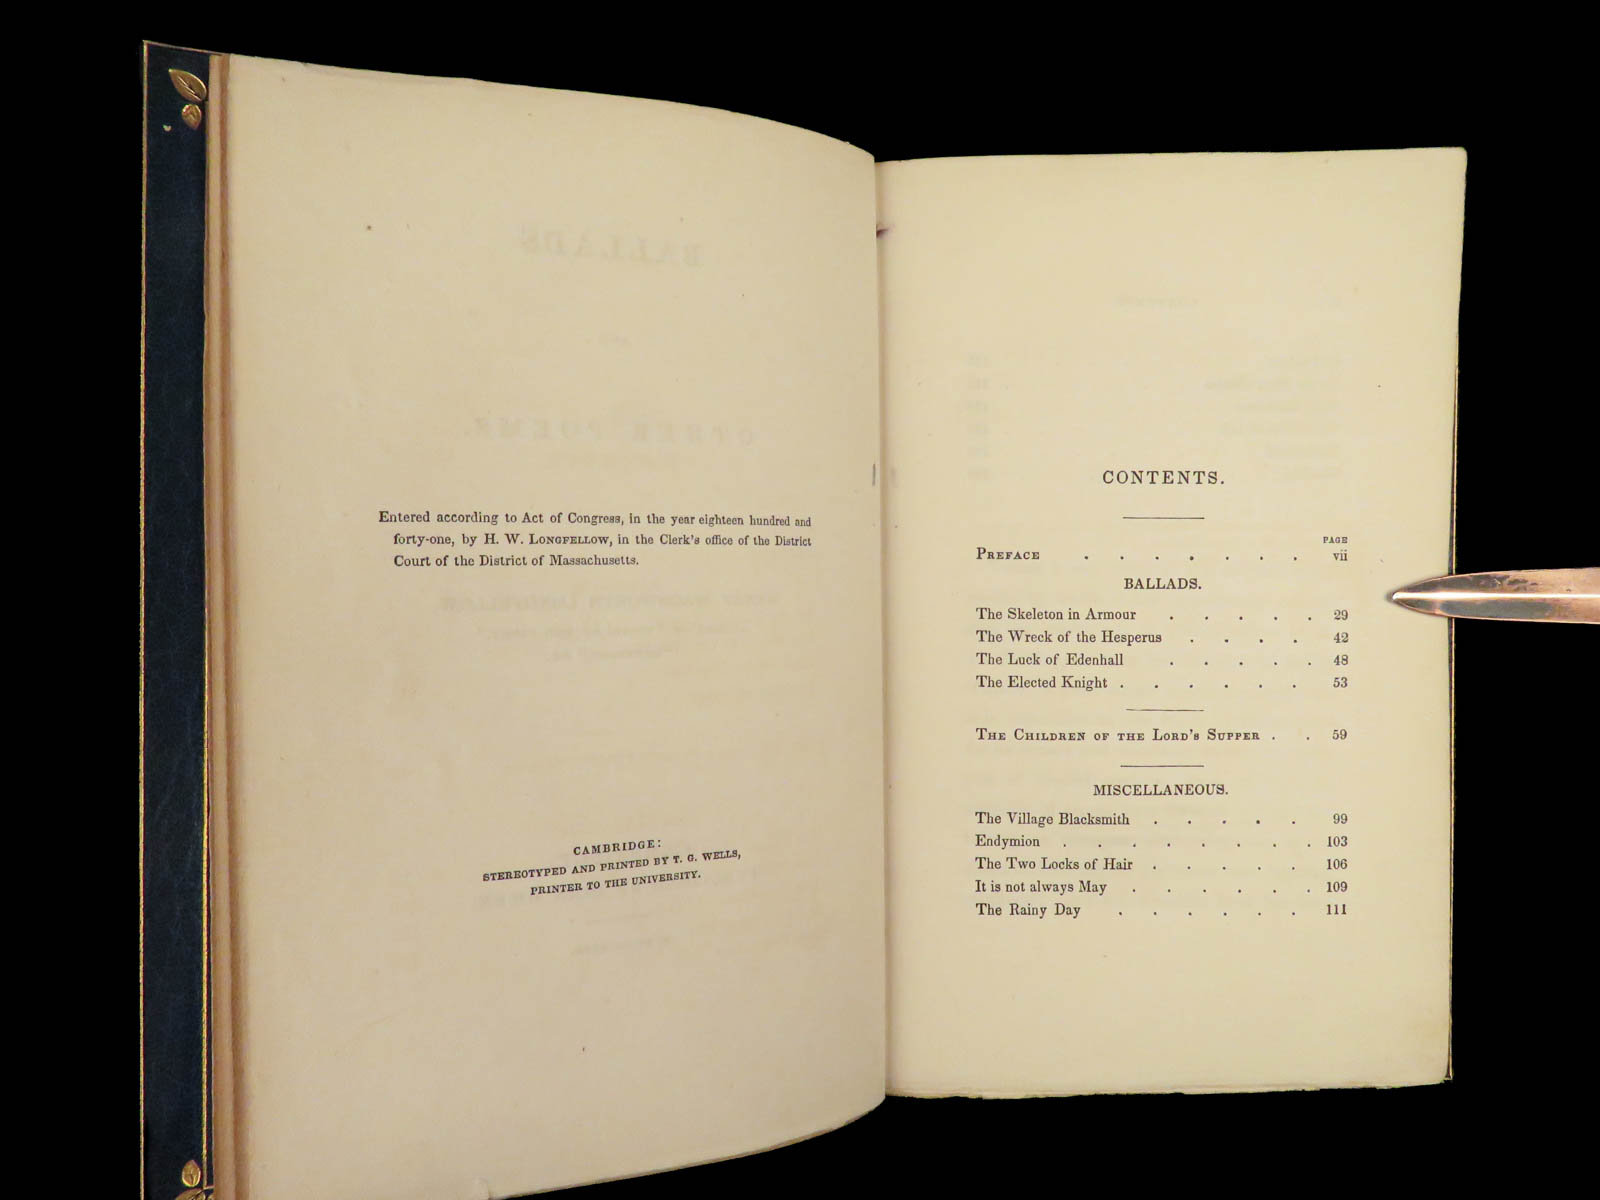 Entered according to Act of Congress, in the year eighteen hundred and
forty-one, by H. W. LONGFELLOW, in the Clerk's office of the District
Court of the District of Massachusetts.
CAMBRIDGE:
STEREOTYPED AND PRINTED BY T. G. WELLS,
PRINTER TO THE UNIVERSITY.
CONTENTS.
PAGE
PREFACE . . . . . . . vii
BALLADS.
The Skeleton in Armour . . . . . 29
The Wreck of the Hesperus . . . . 42
The Luck of Edenhall . . . . . 48
The Elected Knight . . . . . . 53
THE CHILDREN OF THE LORD'S SUPPER . . 59
MISCELLANEOUS.
The Village Blacksmith . . . . . 99
Endymion . . . . . . . . 103
The Two Locks of Hair . . . . . 106
It is not always May . . . . . . 109
The Rainy Day . . . . . . 111